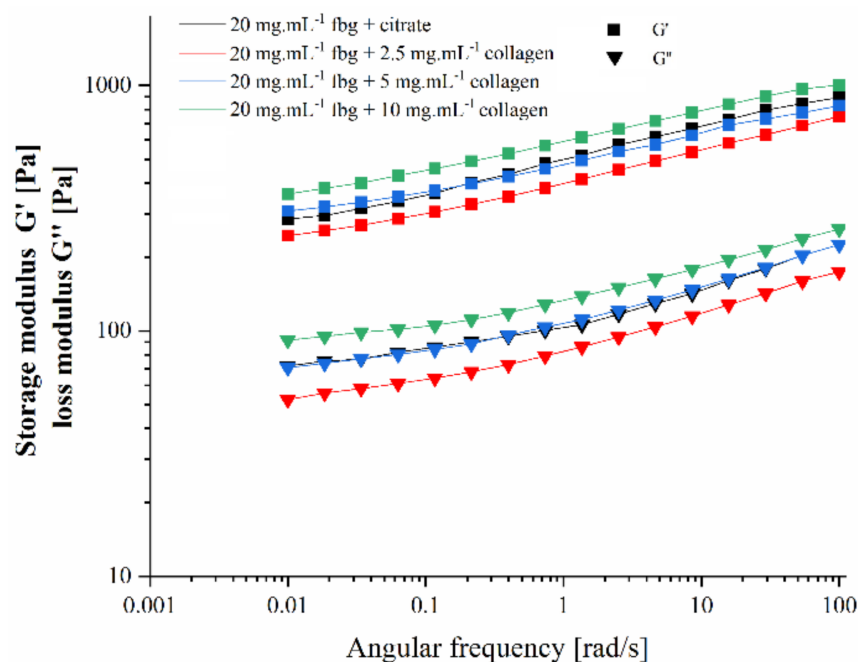 20 mg.mL⁻¹ fbg + citrate
20 mg.mL⁻¹ fbg + 2.5 mg.mL⁻¹ collagen
20 mg.mL⁻¹ fbg + 5 mg.mL⁻¹ collagen
20 mg.mL⁻¹ fbg + 10 mg.mL⁻¹ collagen
G'
G"
Storage modulus G' [Pa]
loss modulus G'' [Pa]
1000
100
10
0.001 0.01 0.1 1 10 100
Angular frequency [rad/s]